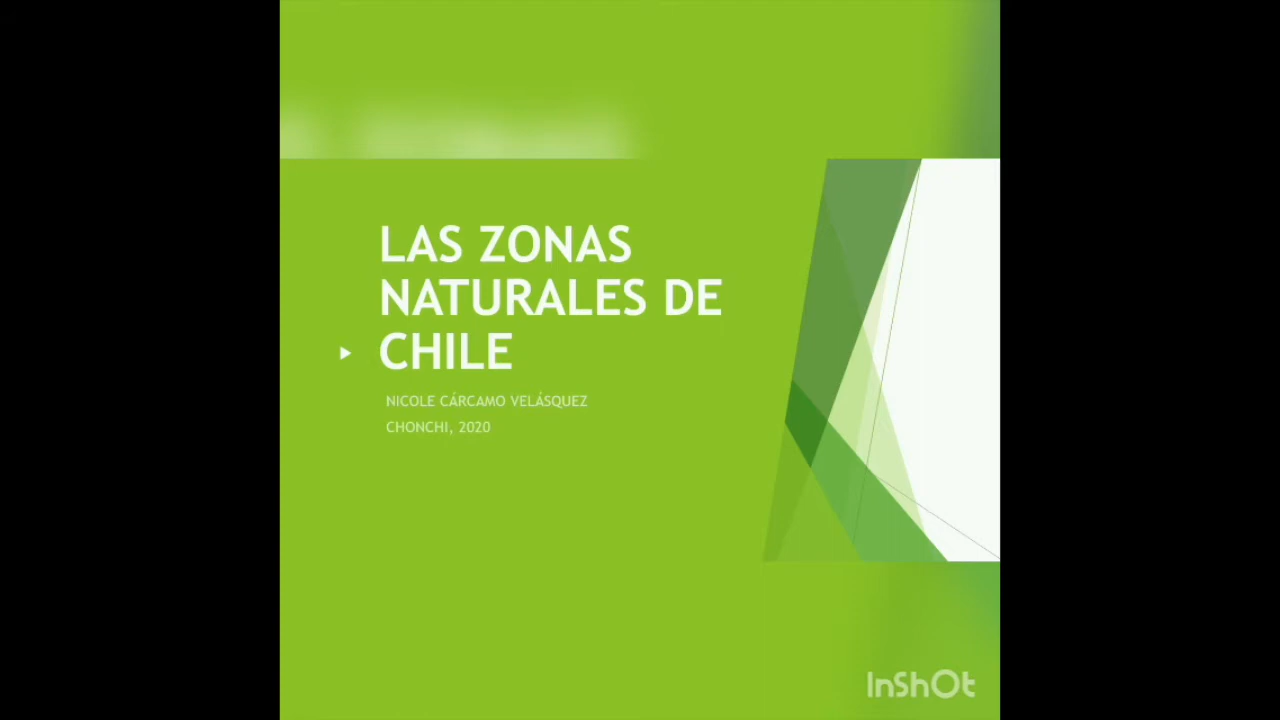 LAS ZONAS
NATURALES DE
CHILE
NICOLE CÁRCAMO VELÁSQUEZ
CHONCHI, 2020
InShOt